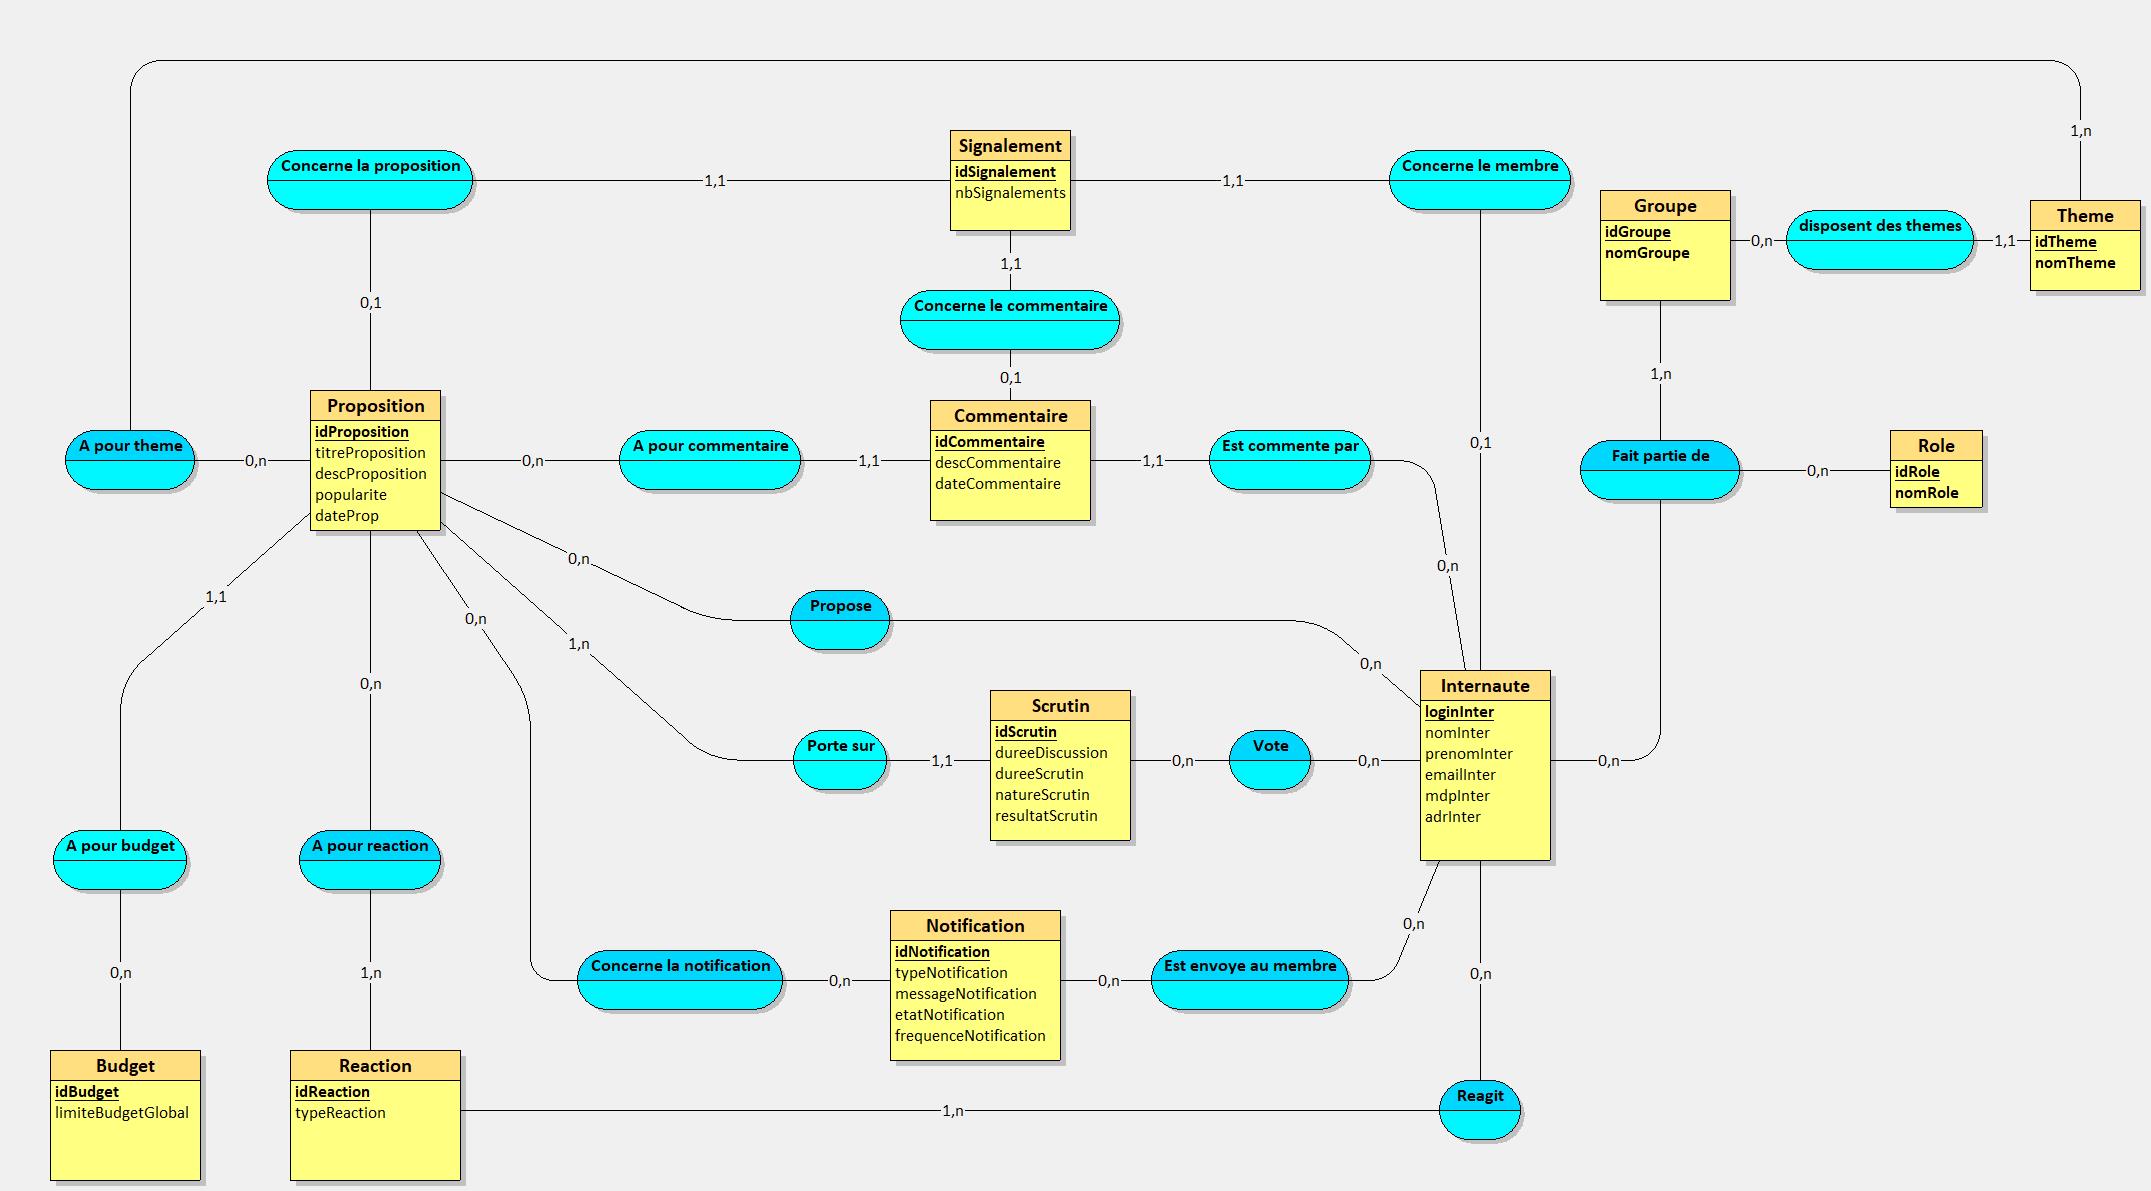 1,n
Concerne la proposition
1,1
Signalement
idSignalement
nbSignalements
1,1
Concerne le membre
Groupe
idGroupe
nomGroupe
0,n
disposent des themes
1,1
Theme
idTheme
nomTheme
1,1
Concerne le commentaire
0,1
0,1
0,1
1,n
A pour theme
0,n
Proposition
idProposition
titreProposition
descProposition
popularite
dateProp
0,n
A pour commentaire
1,1
Commentaire
idCommentaire
descCommentaire
dateCommentaire
1,1
Est commente par
0,n
Fait partie de
0,n
Role
idRole
nomRole
1,1
0,n
0,n
1,n
0,n
Propose
0,n
Porte sur
1,1
Scrutin
idScrutin
dureeDiscussion
dureeScrutin
natureScrutin
resultatScrutin
0,n
Vote
0,n
Internaute
loginInter
nomInter
prenomInter
emailInter
mdpInter
adrInter
0,n
A pour budget
A pour reaction
0,n
1,n
Concerne la notification
0,n
Notification
idNotification
typeNotification
messageNotification
etatNotification
frequenceNotification
0,n
Est envoye au membre
0,n
0,n
Budget
idBudget
limiteBudgetGlobal
Reaction
idReaction
typeReaction
1,n
Reagit